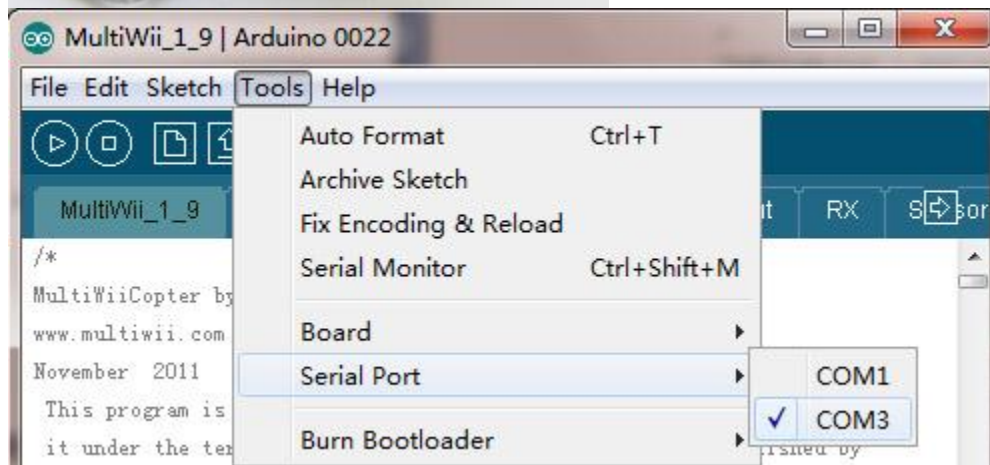 MultiWii_1_9 | Arduino 0022
File Edit Sketch Tools Help
Auto Format Ctrl+T
Archive Sketch
MultiWii_1_9 RX
Fix Encoding & Reload
Serial Monitor Ctrl+Shift+M
/*
MultiWiiCopter by
www.multiwii.com
November 2011
This program is
it under the
Board
Serial Port
Burn Bootloader
COM1
✓ COM3
by